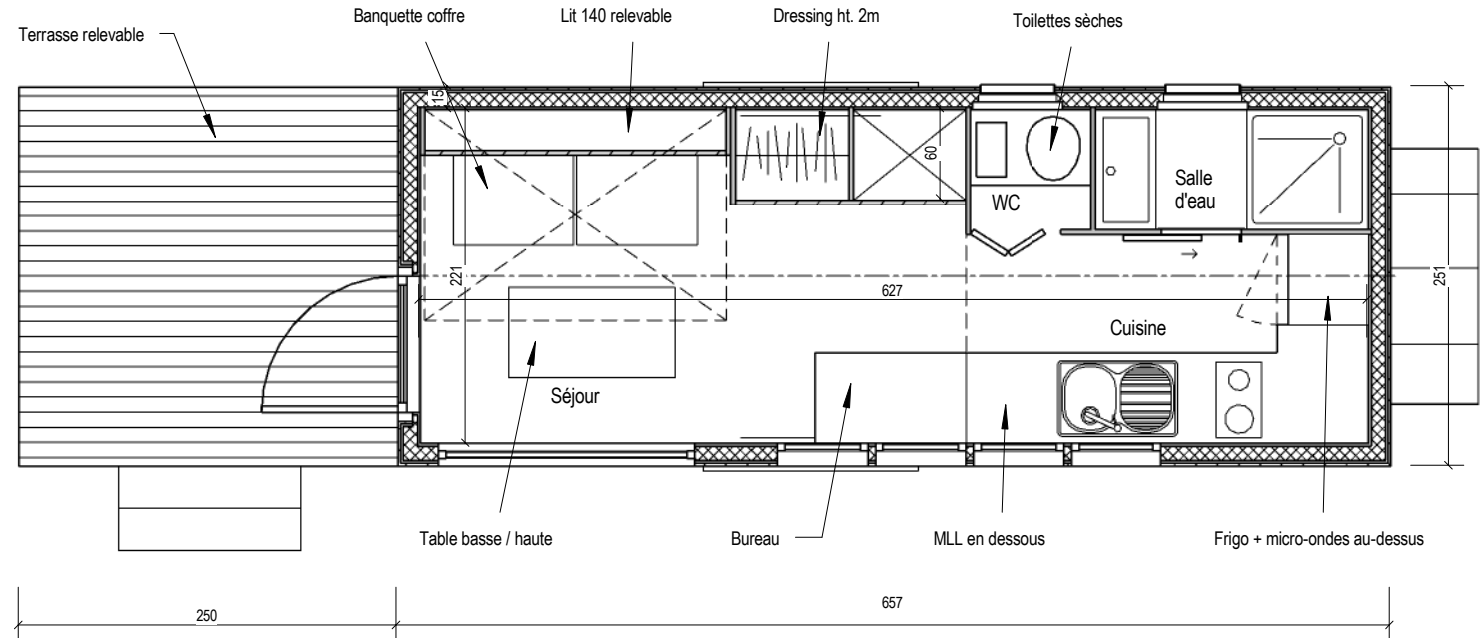 Banquette coffre
Lit 140 relevable
Dressing ht. 2m
Toilettes sèches
Terrasse relevable
15
60
Salle
d'eau
WC
221
627
251
Cuisine
Séjour
Table basse / haute
Bureau
MLL en dessous
Frigo + micro-ondes au-dessus
250
657